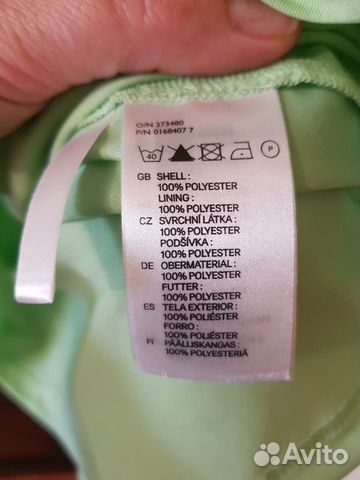 O/N 373480
P/N 0168407 7
40 P
GB SHELL :
100% POLYESTER
LINING :
100% POLYESTER
CZ SVRCHNÍ LÁTKA :
100% POLYESTER
PODŠÍVKA :
100% POLYESTER
DE OBERMATERIAL :
100% POLYESTER
FUTTER :
100% POLYESTER
ES TELA EXTERIOR :
100% POLIÉSTER
FORRO :
100% POLIÉSTER
FI PÄÄLLISKANGAS :
100% POLYESTERIÄ
Avito